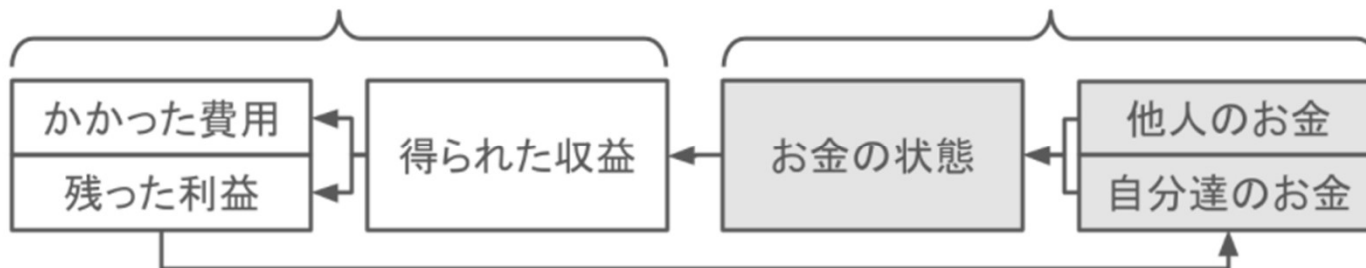 かかった費用
残った利益
得られた収益
お金の状態
他人のお金
自分達のお金